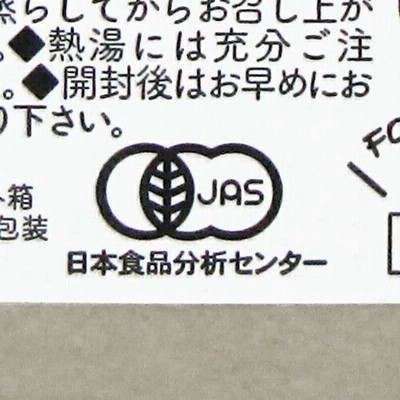 蒸らしてからお召し上が
。◆熱湯には充分ご注
。◆開封後はお早めにお
り下さい。
箱
包装
JAS
日本食品分析センター
FO